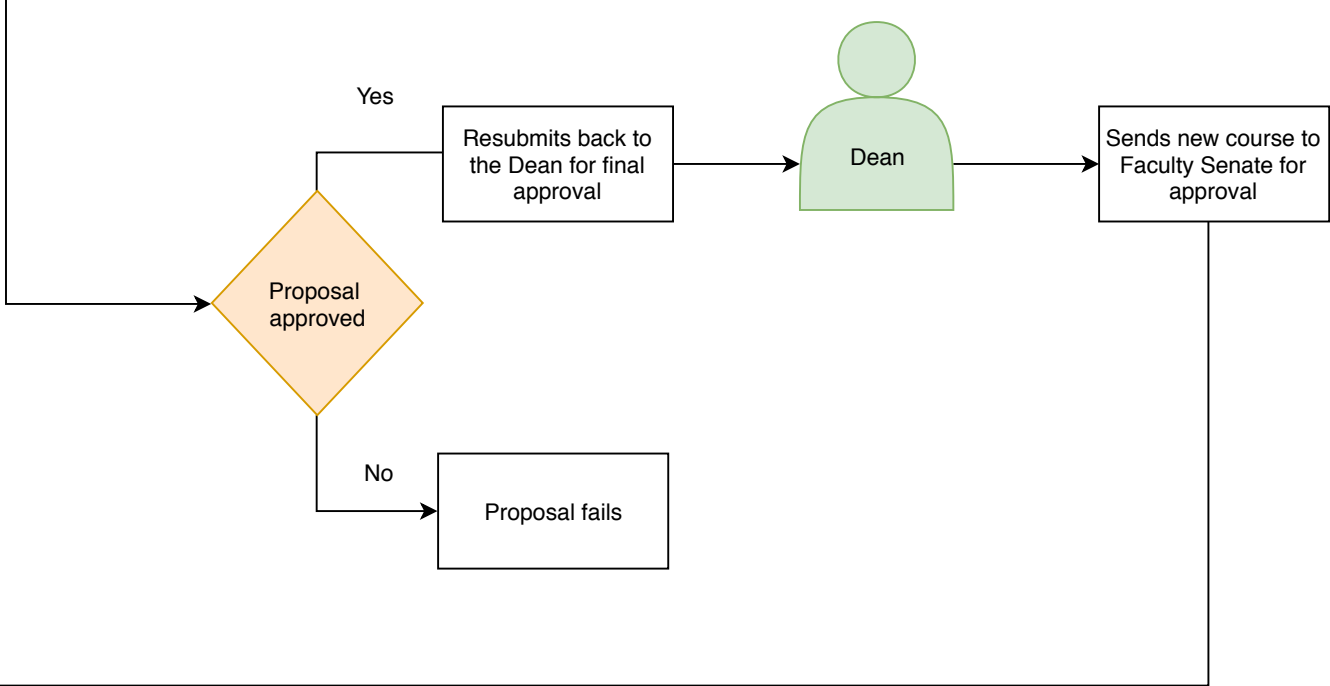 Yes
Resubmits back to
the Dean for final
approval
Dean
Sends new course to
Faculty Senate for
approval
Proposal
approved
No
Proposal fails